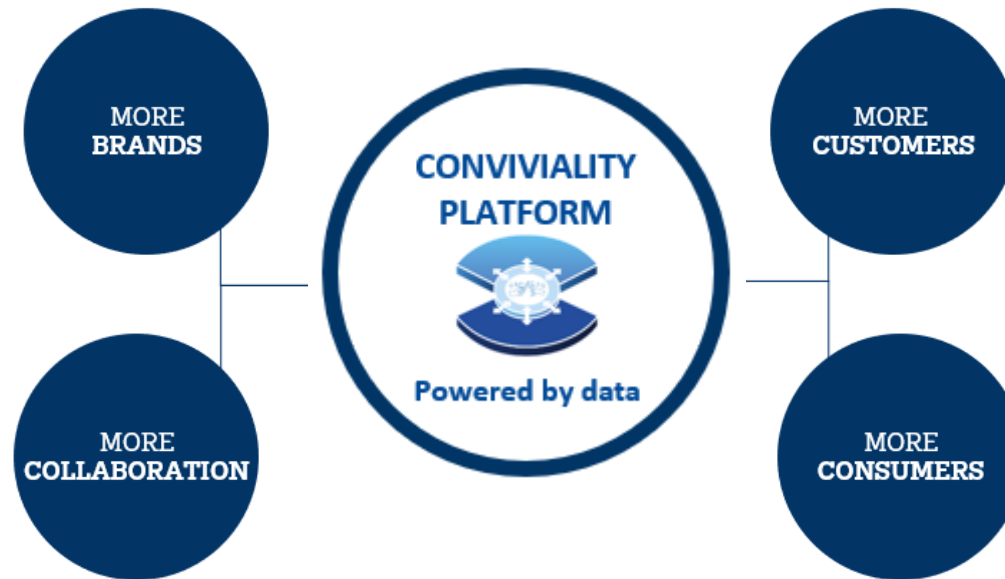 MORE
BRANDS
MORE
COLLABORATION
CONVIVIALITY
PLATFORM
Powered by data
MORE
CUSTOMERS
MORE
CONSUMERS